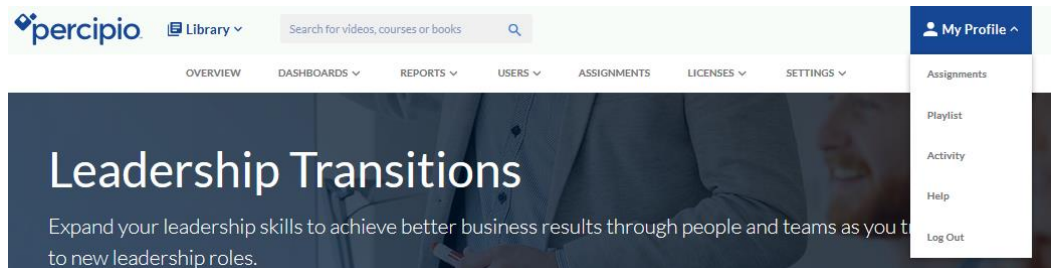 percipio. Library Search for videos, courses or books My Profile
OVERVIEW DASHBOARDS REPORTS USERS ASSIGNMENTS LICENSES SETTINGS
Assignments
Playlist
Activity
Help
Log Out
Leadership Transitions
Expand your leadership skills to achieve better business results through people and teams as you
to new leadership roles.